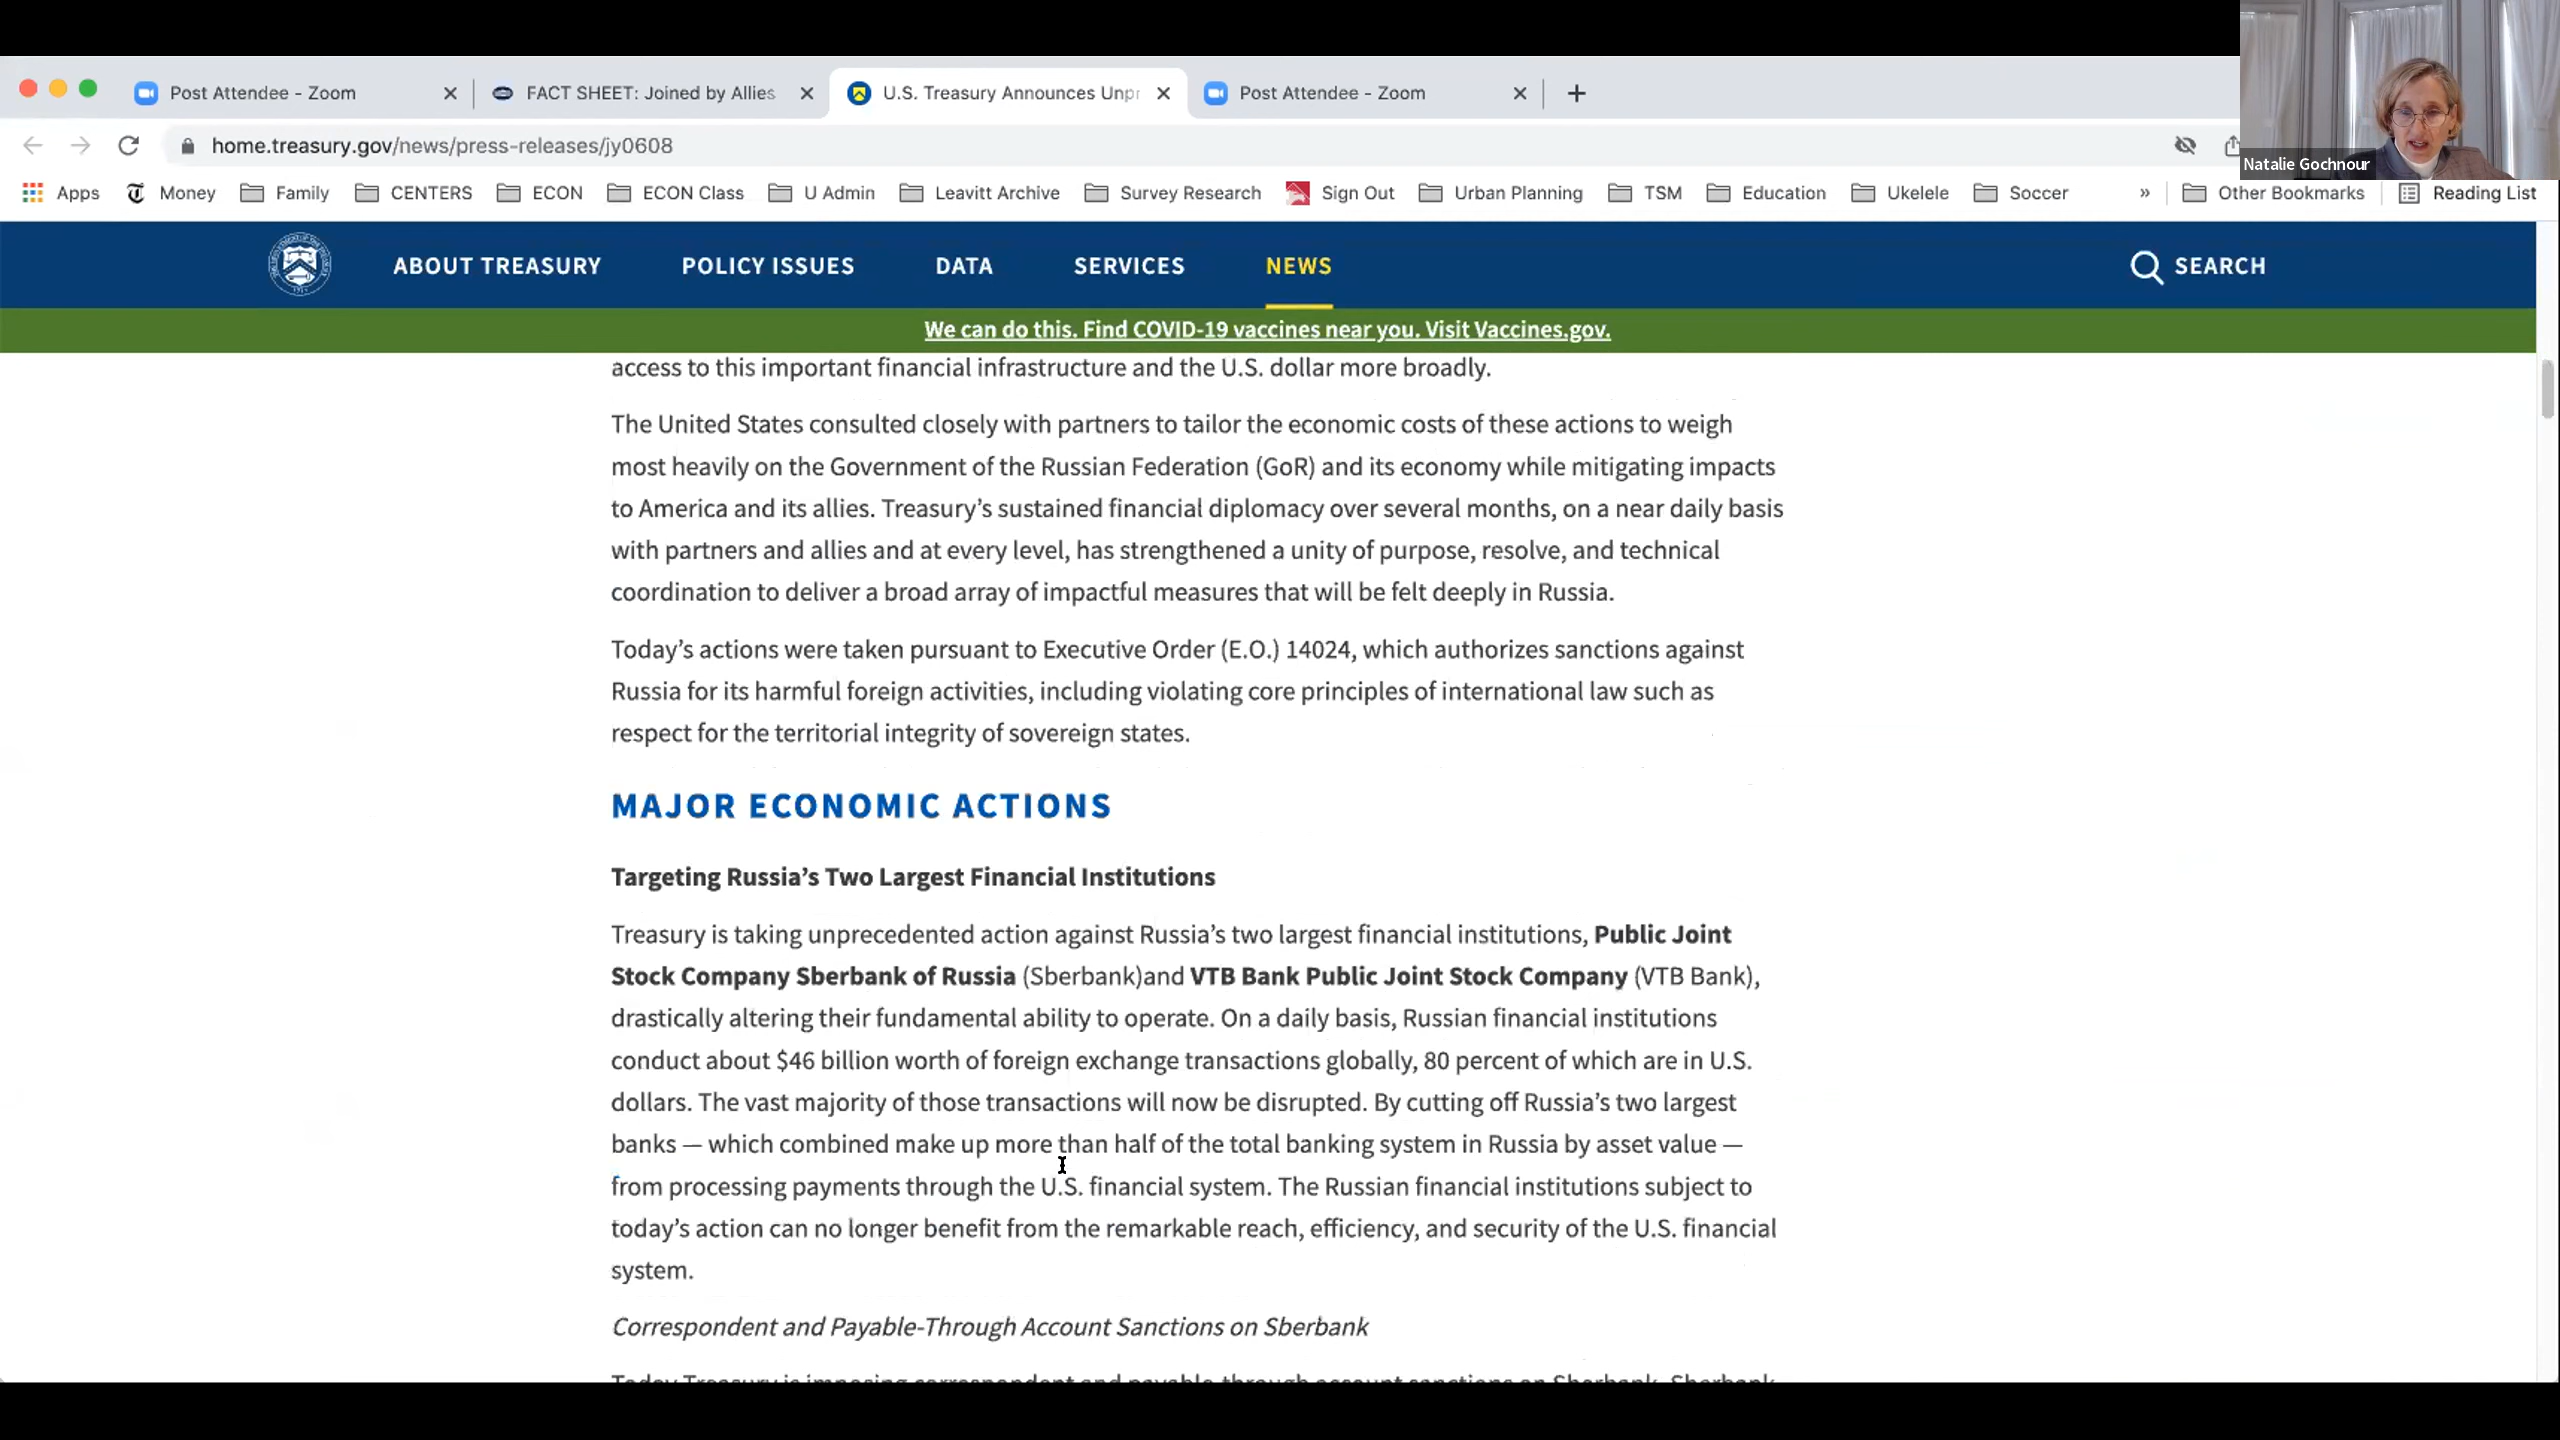 Post Attendee - Zoom
FACT SHEET: Joined by Allies
U.S. Treasury Announces Unpr
Post Attendee - Zoom
home.treasury.gov/news/press-releases/jy0608
Natalie Gochnour
Apps
Money
Family
CENTERS
ECON
ECON Class
U Admin
Leavitt Archive
Survey Research
Sign Out
Urban Planning
TSM
Education
Ukelele
Soccer
»
Other Bookmarks
Reading List
ABOUT TREASURY
POLICY ISSUES
DATA
SERVICES
NEWS
SEARCH
We can do this. Find COVID-19 vaccines near you. Visit Vaccines.gov.
access to this important financial infrastructure and the U.S. dollar more broadly.
The United States consulted closely with partners to tailor the economic costs of these actions to weigh
most heavily on the Government of the Russian Federation (GoR) and its economy while mitigating impacts
to America and its allies. Treasury’s sustained financial diplomacy over several months, on a near daily basis
with partners and allies and at every level, has strengthened a unity of purpose, resolve, and technical
coordination to deliver a broad array of impactful measures that will be felt deeply in Russia.
Today’s actions were taken pursuant to Executive Order (E.O.) 14024, which authorizes sanctions against
Russia for its harmful foreign activities, including violating core principles of international law such as
respect for the territorial integrity of sovereign states.
MAJOR ECONOMIC ACTIONS
Targeting Russia’s Two Largest Financial Institutions
Treasury is taking unprecedented action against Russia’s two largest financial institutions, Public Joint
Stock Company Sberbank of Russia (Sberbank)and VTB Bank Public Joint Stock Company (VTB Bank),
drastically altering their fundamental ability to operate. On a daily basis, Russian financial institutions
conduct about $46 billion worth of foreign exchange transactions globally, 80 percent of which are in U.S.
dollars. The vast majority of those transactions will now be disrupted. By cutting off Russia’s two largest
banks — which combined make up more than half of the total banking system in Russia by asset value —
from processing payments through the U.S. financial system. The Russian financial institutions subject to
today’s action can no longer benefit from the remarkable reach, efficiency, and security of the U.S. financial
system.
Correspondent and Payable-Through Account Sanctions on Sberbank
Today Treasury is imposing correspondent and payable-through account sanctions on Sberbank. Sberbank